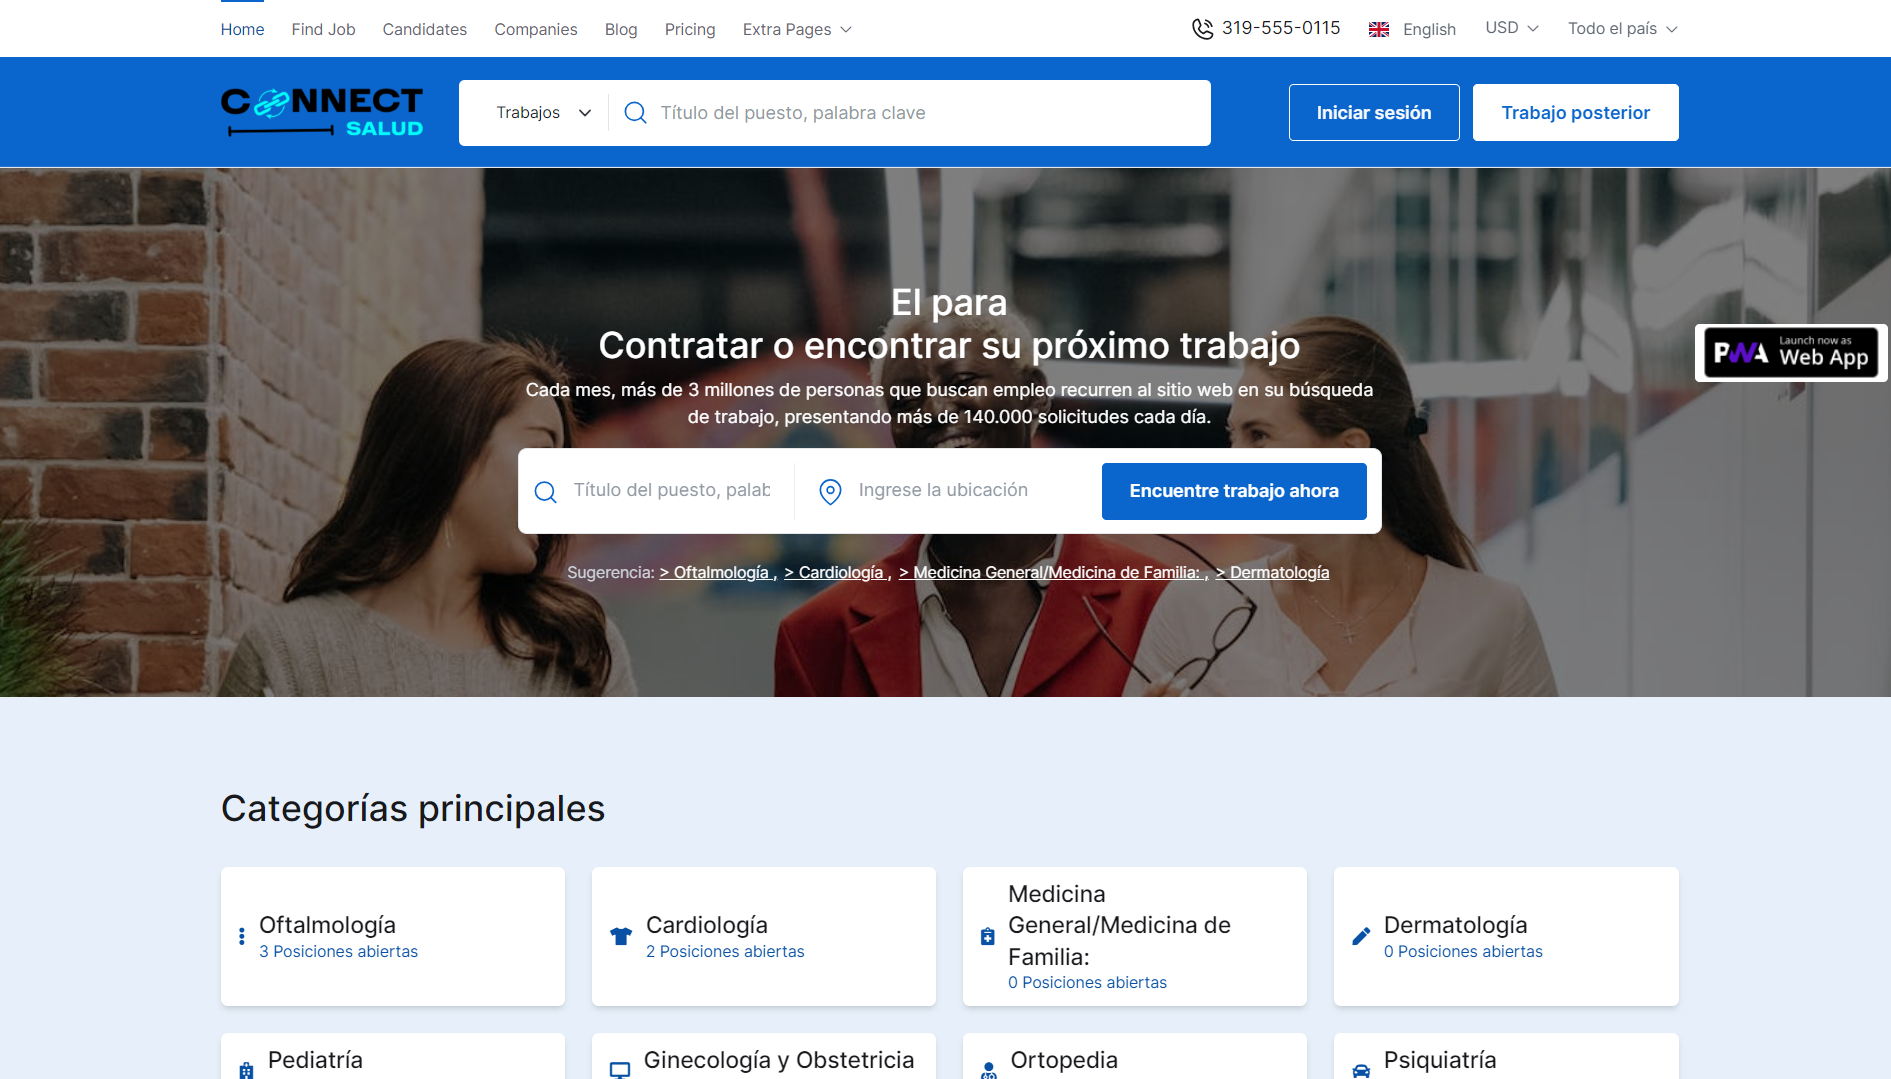 Home Find Job Candidates Companies Blog Pricing Extra Pages 319-555-0115 English USD Todo el país
CONNECT
SALUD
Trabajos Título del puesto, palabra clave Iniciar sesión Trabajo posterior
El para
Contratar o encontrar su próximo trabajo
Cada mes, más de 3 millones de personas que buscan empleo recurren al sitio web en su búsqueda
de trabajo, presentando más de 140.000 solicitudes cada día.
Launch now as
PWA Web App
Título del puesto, palab Ingrese la ubicación Encuentre trabajo ahora
Sugerencia: > Oftalmología , > Cardiología , > Medicina General/Medicina de Familia: , > Dermatología
Categorías principales
Oftalmología
3 Posiciones abiertas
Cardiología
2 Posiciones abiertas
Medicina
General/Medicina de
Familia:
0 Posiciones abiertas
Dermatología
0 Posiciones abiertas
Pediatría
Ginecología y Obstetricia
Ortopedia
Psiquiatría